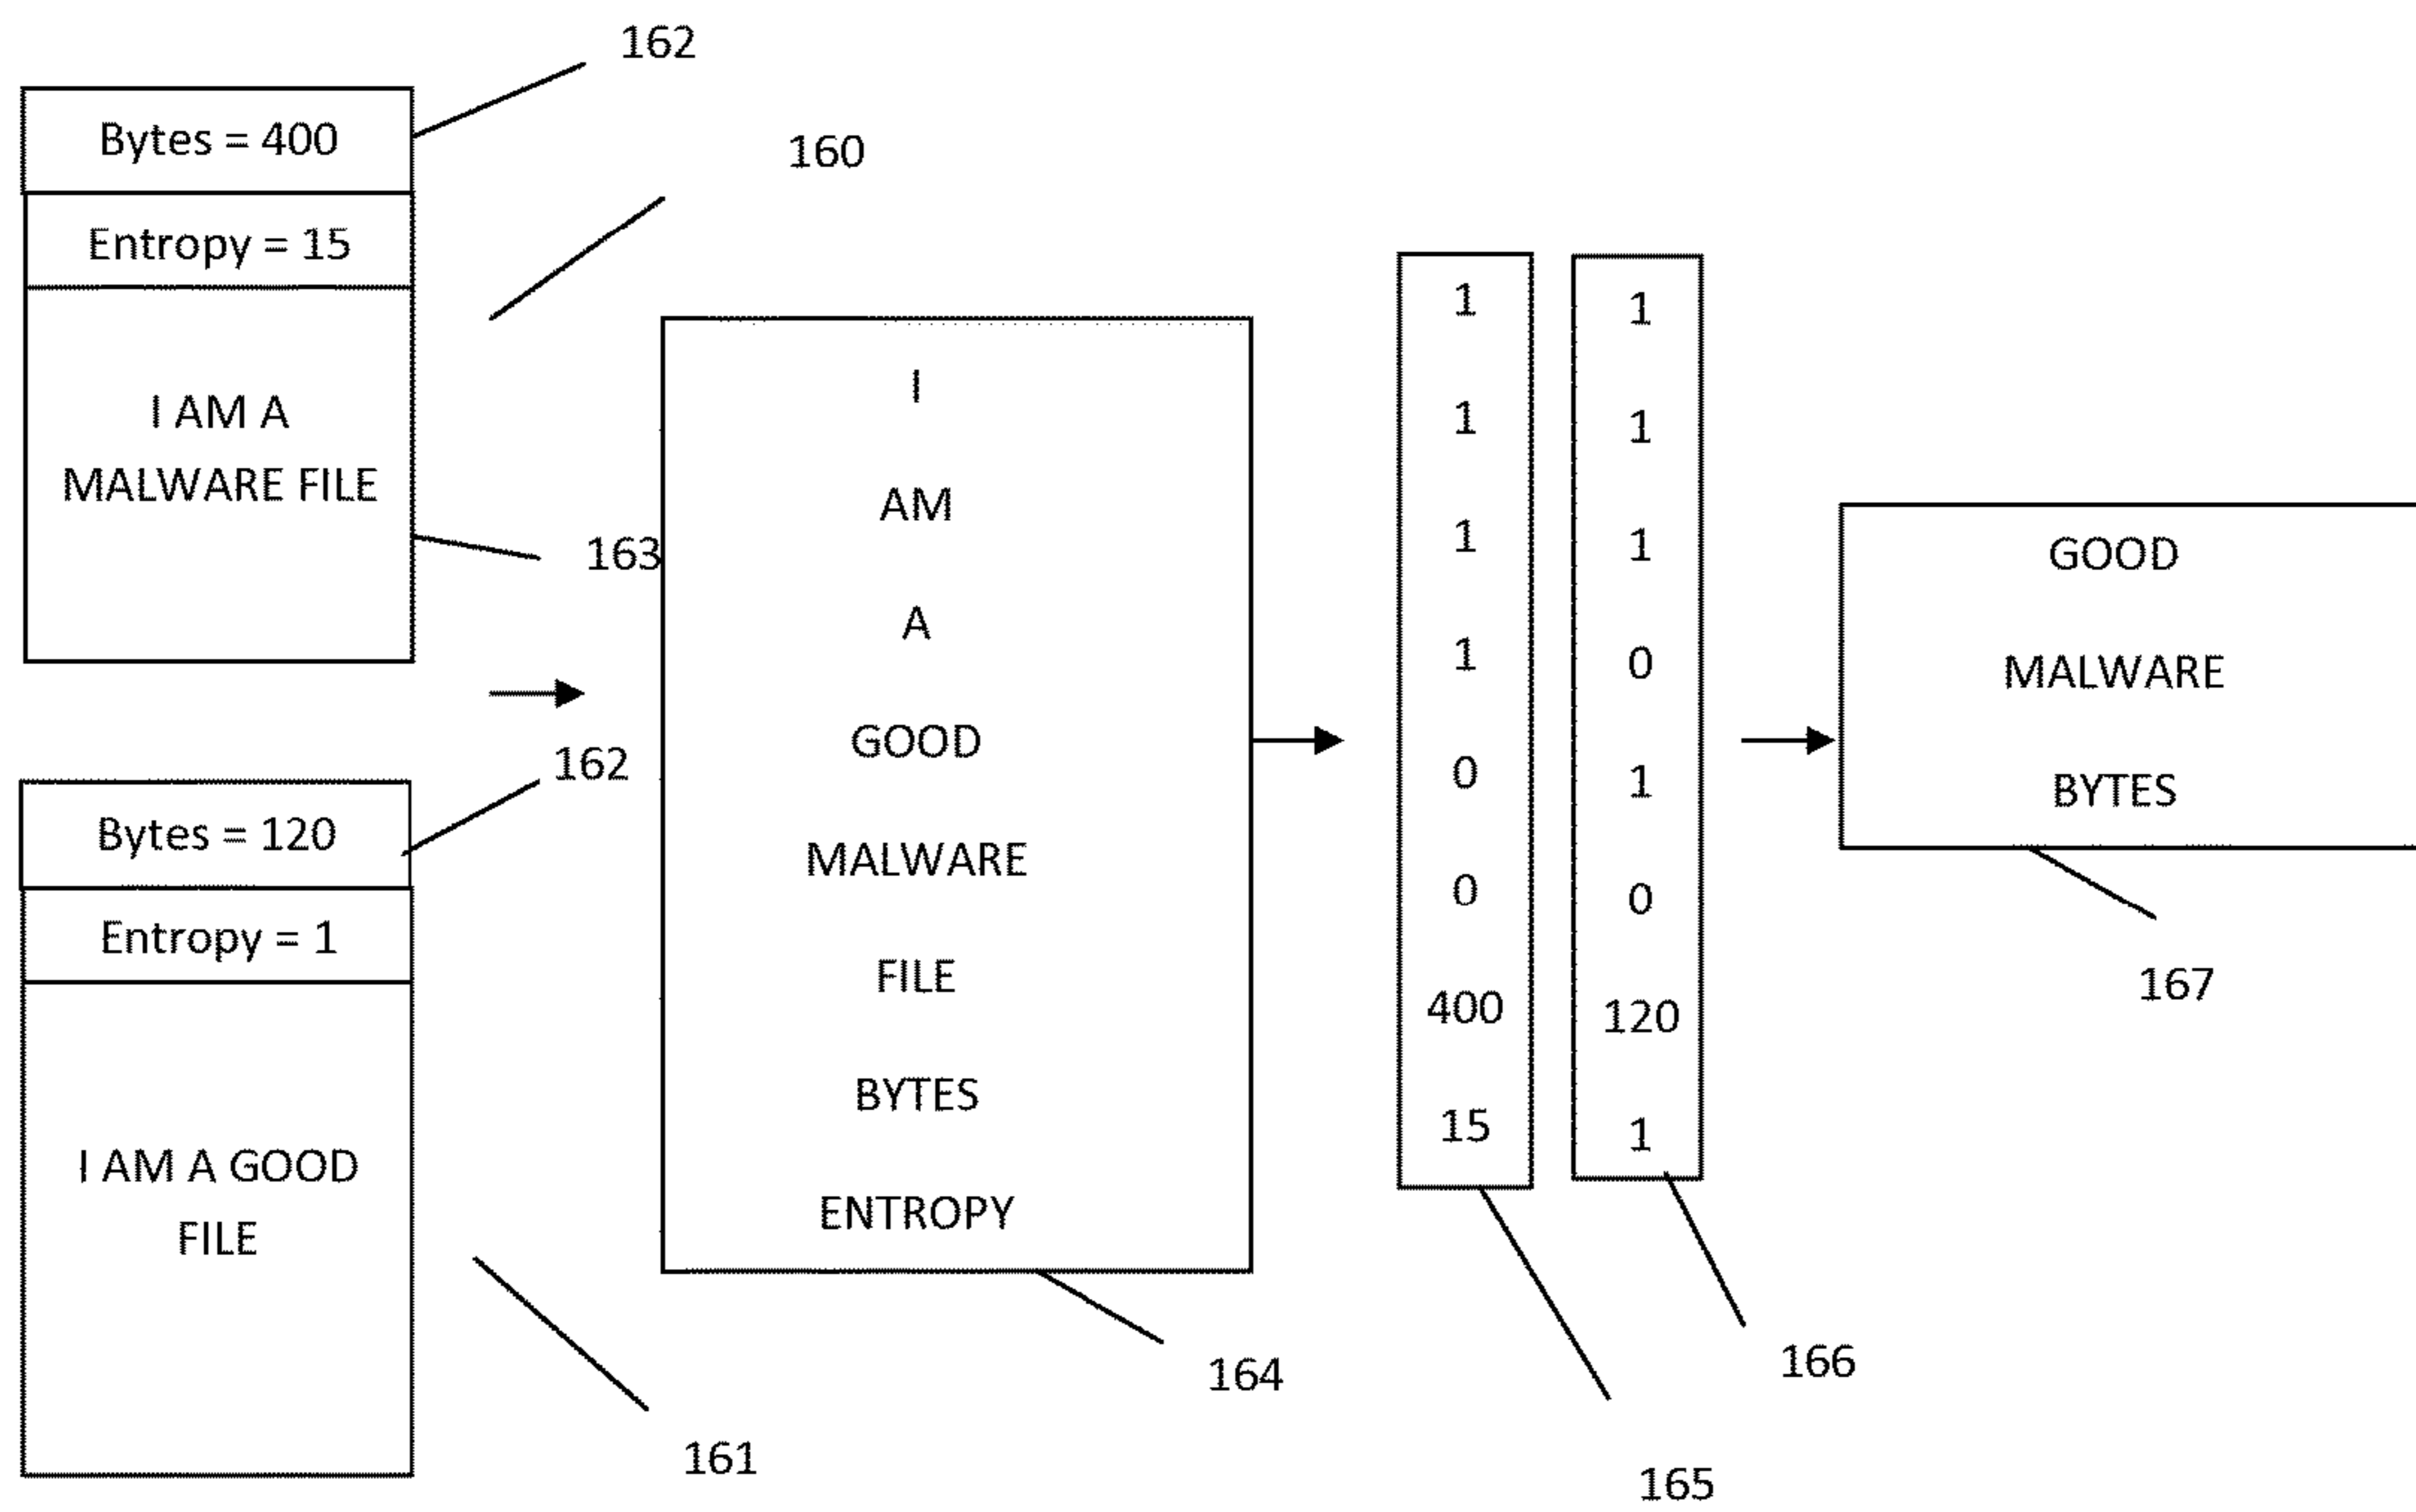 162
Bytes = 400
160
Entropy = 15
I AM A
MALWARE FILE
163
162
Bytes = 120
Entropy = 1
I AM A GOOD
FILE
161
I
AM
A
GOOD
MALWARE
FILE
BYTES
ENTROPY
164
1
1
1
1
0
0
400
15
165
1
1
1
0
1
0
120
1
166
GOOD
MALWARE
BYTES
167